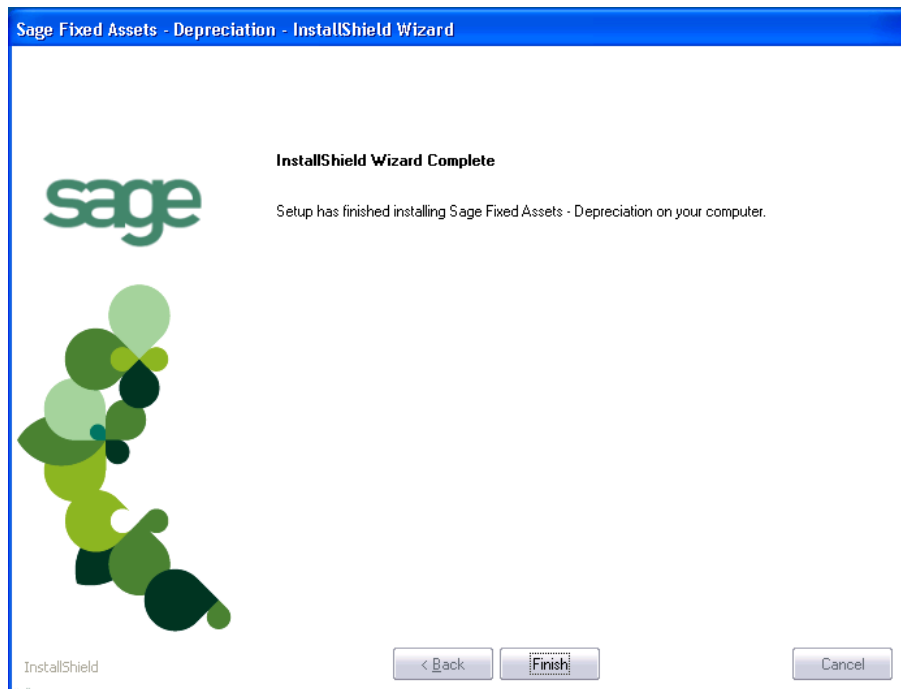 Sage Fixed Assets - Depreciation - InstallShield Wizard
InstallShield Wizard Complete
sage
Setup has finished installing Sage Fixed Assets - Depreciation on your computer.
InstallShield
< Back
Finish
Cancel